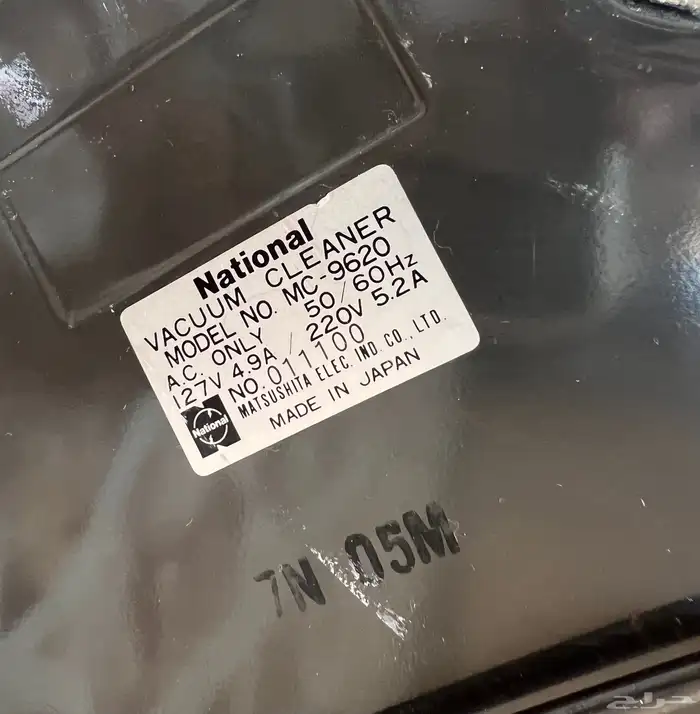 National
VACUUM CLEANER
MODEL NO. MC-9620
A.C. ONLY 50/60Hz
127V 4.9A / 220V 5.2A
NO. 011100
MATSUSHITA ELEC. IND. CO., LTD.
National
MADE IN JAPAN
7N 05M
حراج